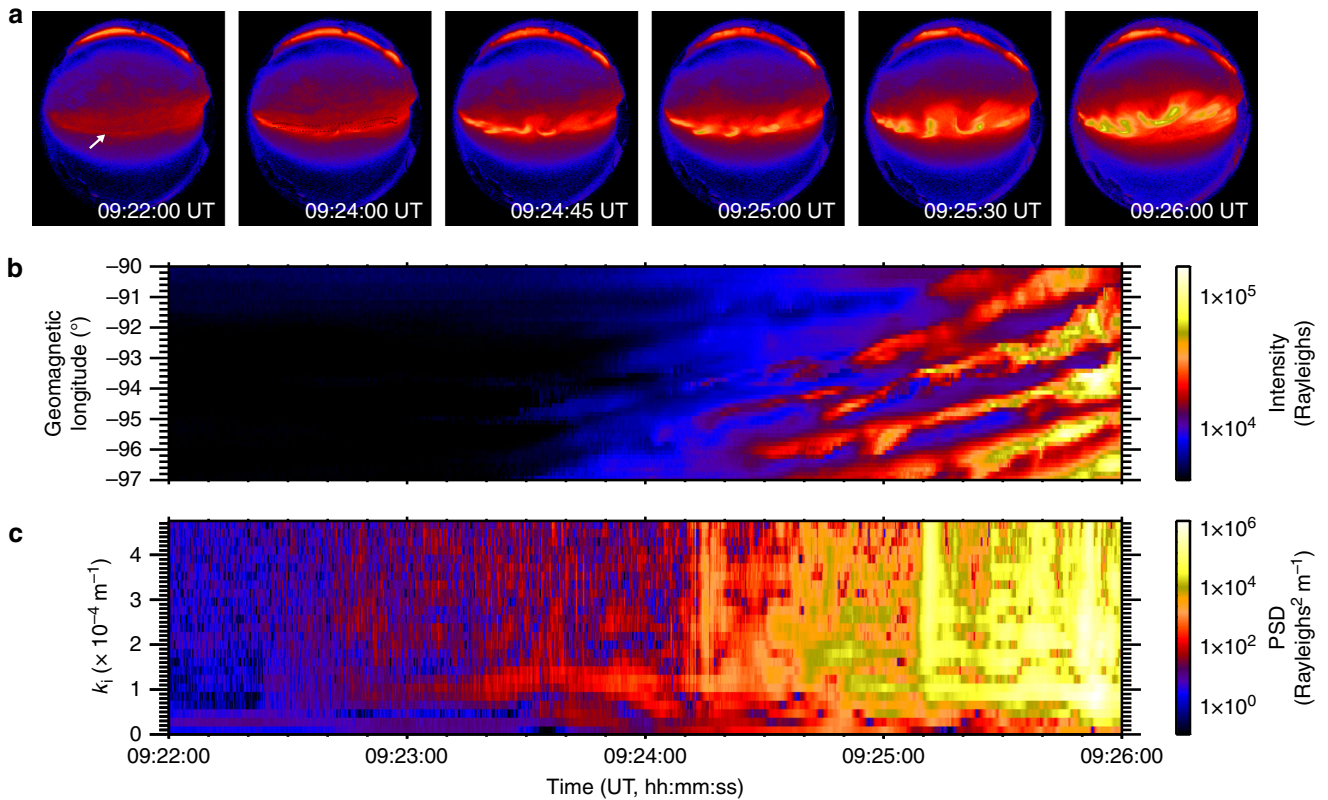 a
09:22:00 UT
09:24:00 UT
09:24:45 UT
09:25:00 UT
09:25:30 UT
09:26:00 UT
b
Geomagnetic
longitude (°)
–90
–91
–92
–93
–94
–95
–96
–97
1×10⁵
1×10⁴
Intensity
(Rayleighs)
c
kᵢ (× 10⁻⁴ m⁻¹)
4
3
2
1
0
1×10⁶
1×10⁴
1×10²
1×10⁰
PSD
(Rayleighs² m⁻¹)
09:22:00
09:23:00
09:24:00
09:25:00
09:26:00
Time (UT, hh:mm:ss)